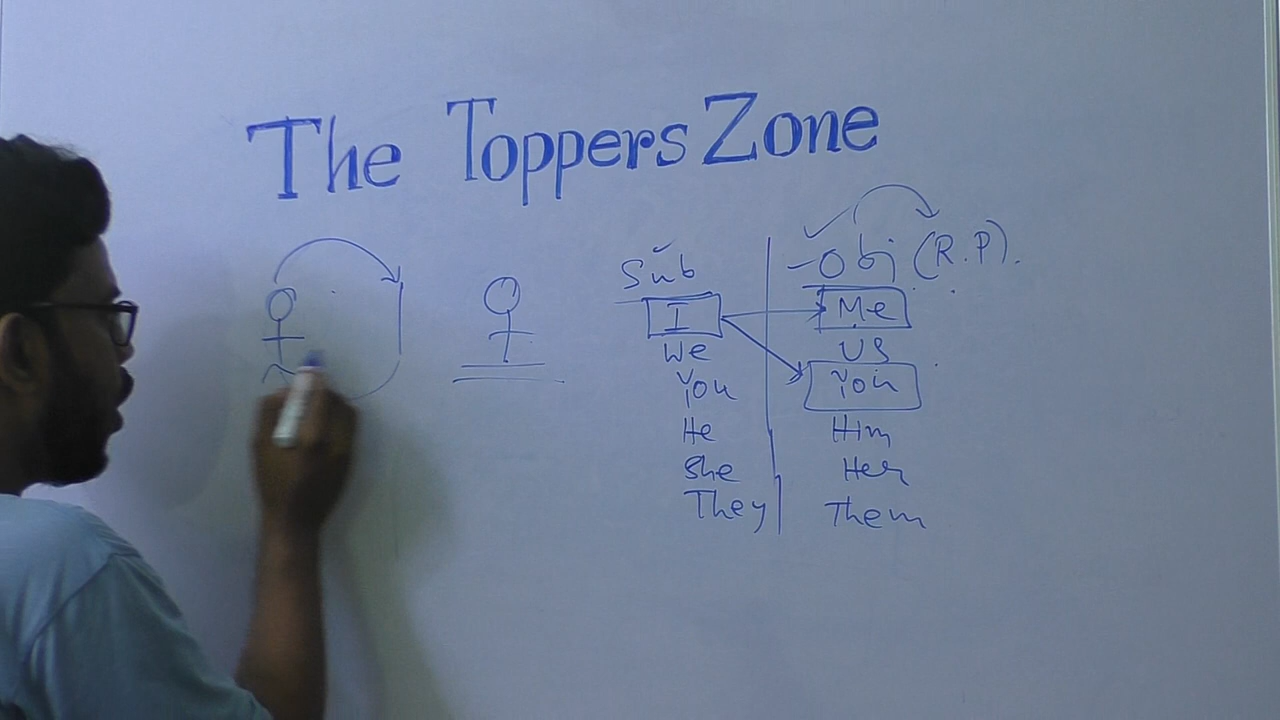 The Toppers Zone
Sub Obj (R.P).
I Me
We US
You You
He Him
She Her
They Them